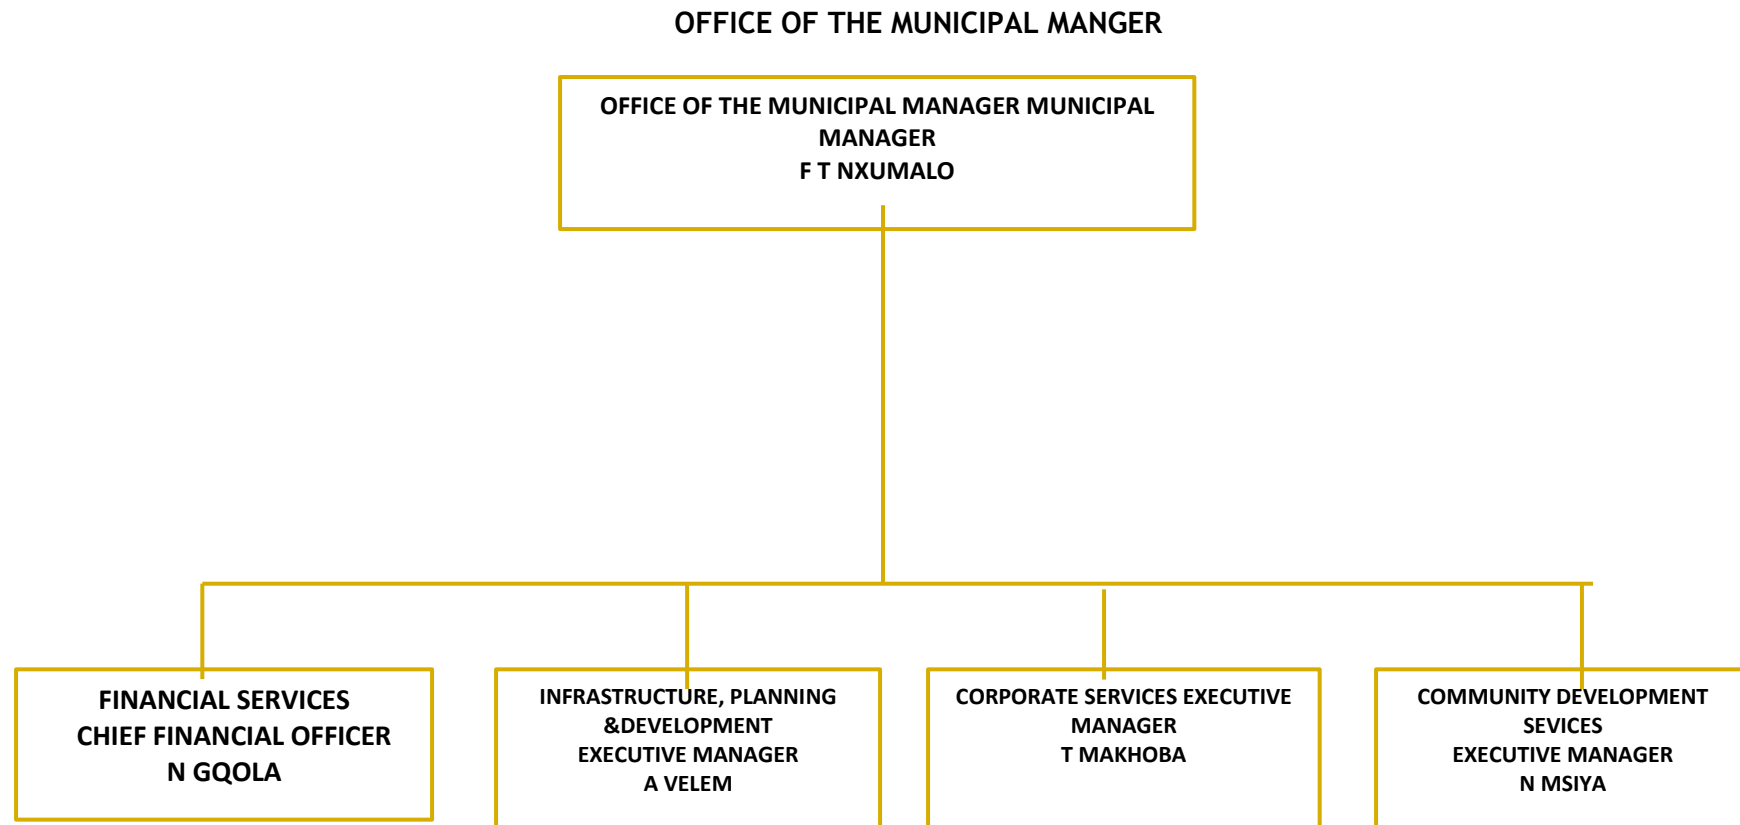 OFFICE OF THE MUNICIPAL MANGER
OFFICE OF THE MUNICIPAL MANAGER MUNICIPAL
MANAGER
F T NXUMALO
FINANCIAL SERVICES
CHIEF FINANCIAL OFFICER
N GQOLA
INFRASTRUCTURE, PLANNING
&DEVELOPMENT
EXECUTIVE MANAGER
A VELEM
CORPORATE SERVICES EXECUTIVE
MANAGER
T MAKHOBA
COMMUNITY DEVELOPMENT
SEVICES
EXECUTIVE MANAGER
N MSIYA